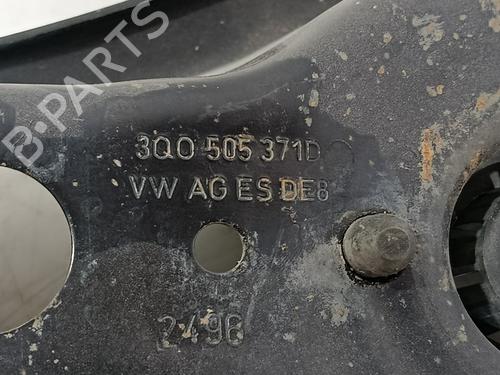 B-PARTS
3Q0 505 371D
VW AG ES DE8
2496